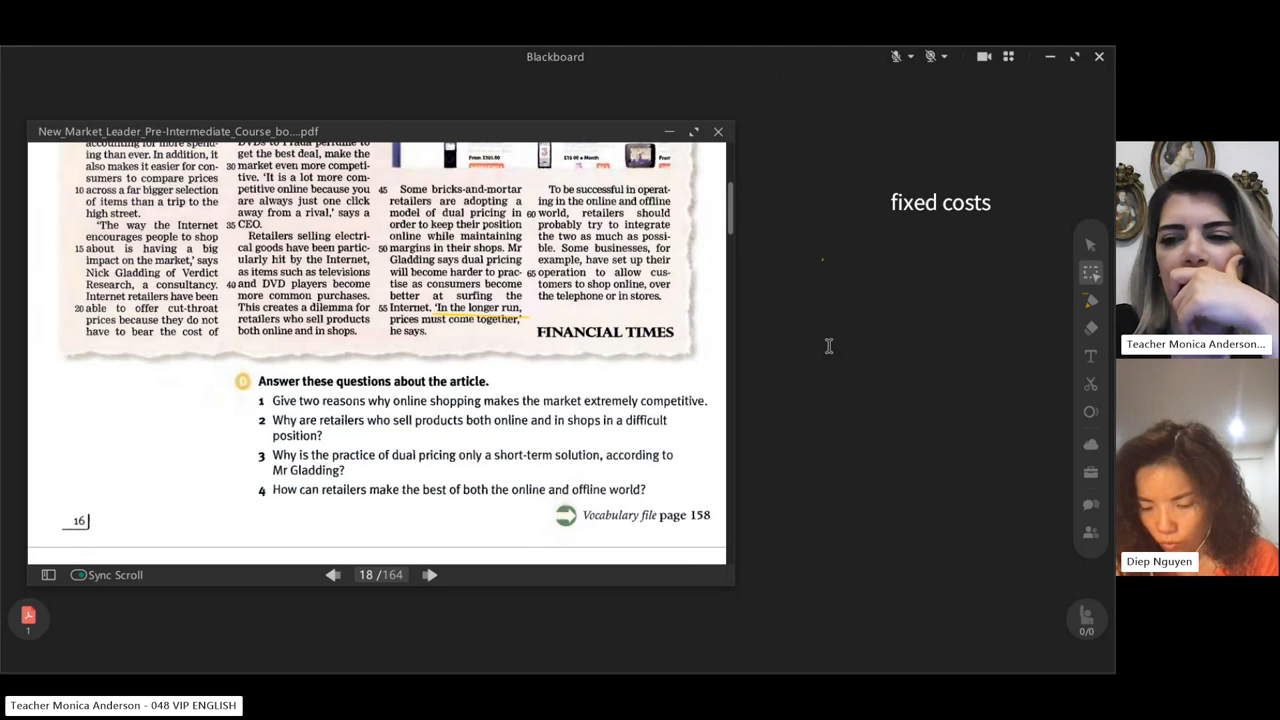 Blackboard
New_Market_Leader_Pre-Intermediate_Course_bo....pdf
accounting for more spend-
ing than ever. In addition, it
also makes it easier for con-
sumers to compare prices
10 across a far bigger selection
of items than a trip to the
high street.
'The way the Internet
encourages people to shop
15 about is having a big
impact on the market,' says
Nick Gladding of Verdict
Research, a consultancy.
Internet retailers have been
20 able to offer cut-throat
prices because they do not
have to bear the cost of
DVDs to Prada perfume to
get the best deal, make the
30 market even more competi-
tive. 'It is a lot more com-
petitive online because you
are always just one click
away from a rival,' says a
35 CEO.
Retailers selling electri-
cal goods have been partic-
ularly hit by the Internet,
as items such as televisions
40 and DVD players become
more common purchases.
This creates a dilemma for
retailers who sell products
both online and in shops.
From £165.00
£15.00 a Month
45 Some bricks-and-mortar
retailers are adopting a
model of dual pricing in
order to keep their position
online while maintaining
50 margins in their shops. Mr
Gladding says dual pricing
will become harder to prac-
tise as consumers become
better at surfing the
55 Internet. 'In the longer run,
prices must come together,'
he says.
To be successful in operat-
ing in the online and offline
60 world, retailers should
probably try to integrate
the two as much as possi-
ble. Some businesses, for
example, have set up their
65 operation to allow cus-
tomers to shop online, over
the telephone or in stores.
FINANCIAL TIMES
D Answer these questions about the article.
1 Give two reasons why online shopping makes the market extremely competitive.
2 Why are retailers who sell products both online and in shops in a difficult
position?
3 Why is the practice of dual pricing only a short-term solution, according to
Mr Gladding?
4 How can retailers make the best of both the online and offline world?
Vocabulary file page 158
16
Sync Scroll
18 /164
1
fixed costs
0/0
Teacher Monica Anderson...
Diep Nguyen
Teacher Monica Anderson - 048 VIP ENGLISH